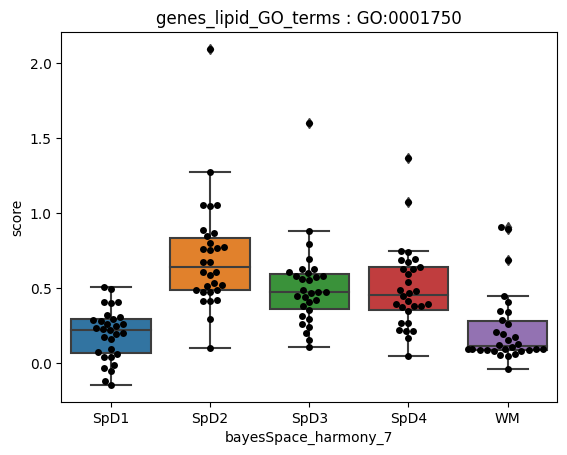 genes_lipid_GO_terms : GO:0001750
2.0
1.5
1.0
0.5
0.0
score
SpD1 SpD2 SpD3 SpD4 WM
bayesSpace_harmony_7